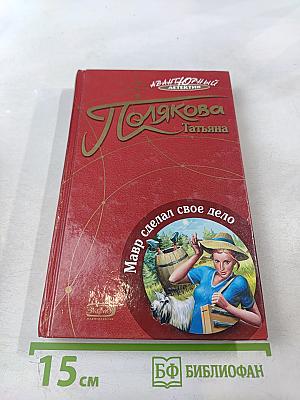 Авантюрный
детектив
Полякова
Татьяна
Мавр сделал свое дело
15 см
БФ БИБЛИОФАН